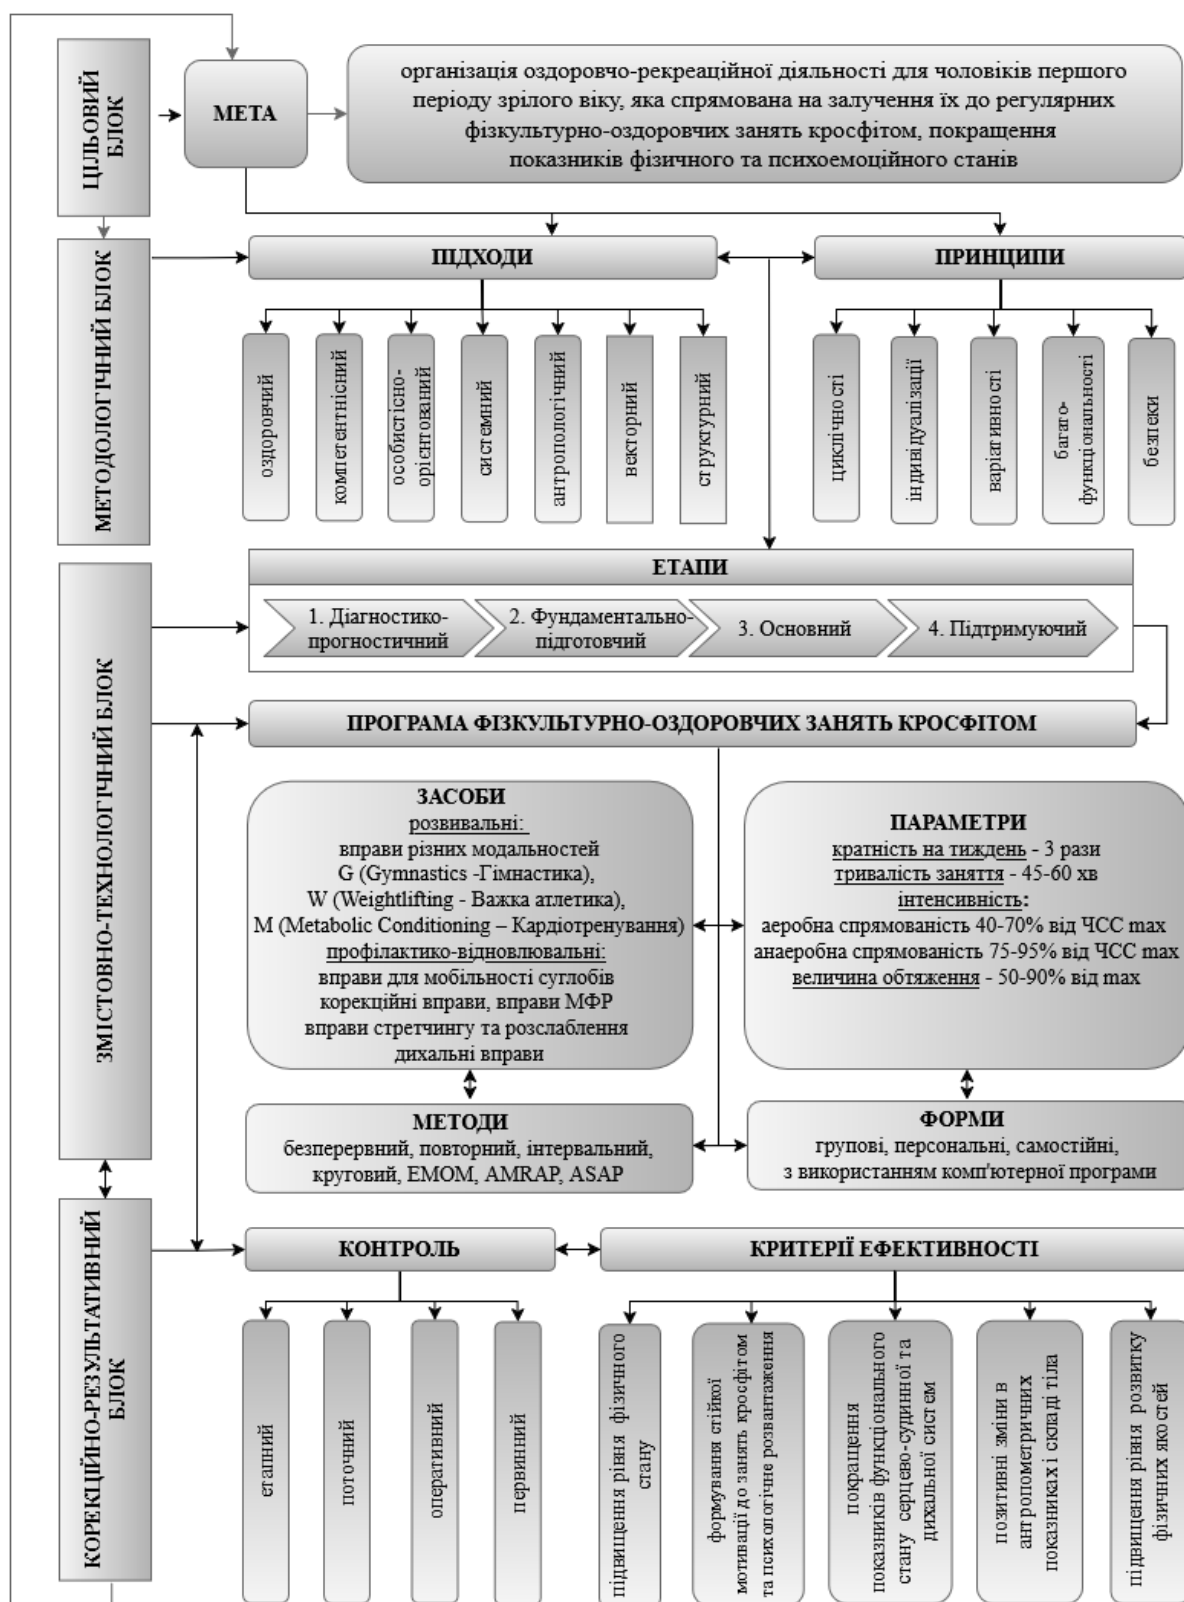 ЦІЛЬОВИЙ
БЛОК
МЕТА
організація оздоровчо-рекреаційної діяльності для чоловіків першого
періоду зрілого віку, яка спрямована на залучення їх до регулярних
фізкультурно-оздоровчих занять кросфітом, покращення
показників фізичного та психоемоційного станів
МЕТОДОЛОГІЧНИЙ БЛОК
ПІДХОДИ
ПРИНЦИПИ
оздоровчий
компетентнісний
особистісно-
орієнтований
системний
антропологічний
векторний
структурний
циклічності
індивідуалізації
варіативності
багато-
функціональності
безпеки
ЗМІСТОВНО-ТЕХНОЛОГІЧНИЙ БЛОК
ЕТАПИ
1. Діагностико-
прогностичний
2. Фундаментально-
підготовчий
3. Основний
4. Підтримуючий
ПРОГРАМА ФІЗКУЛЬТУРНО-ОЗДОРОВЧИХ ЗАНЯТЬ КРОСФІТОМ
ЗАСОБИ
розвивальні:
вправи різних модальностей
G (Gymnastics -Гімнастика),
W (Weightlifting - Важка атлетика),
M (Metabolic Conditioning – Кардіотренування)
профілактико-відновлювальні:
вправи для мобільності суглобів
корекційні вправи, вправи МФР
вправи стретчингу та розслаблення
дихальні вправи
ПАРАМЕТРИ
кратність на тиждень - 3 рази
тривалість заняття - 45-60 хв
інтенсивність:
аеробна спрямованість 40-70% від ЧСС max
анаеробна спрямованість 75-95% від ЧСС max
величина обтяження - 50-90% від max
МЕТОДИ
безперервний, повторний, інтервальний,
круговий, EMOM, AMRAP, ASAP
ФОРМИ
групові, персональні, самостійні,
з використанням комп'ютерної програми
КОРЕКЦІЙНО-РЕЗУЛЬТАТИВНИЙ
БЛОК
КОНТРОЛЬ
КРИТЕРІЇ ЕФЕКТИВНОСТІ
етапний
поточний
оперативний
первинний
підвищення рівня фізичного
стану
формування стійкої
мотивації до занять кросфітом
та психологічне розвантаження
покращення
показників функціонального
стану серцево-судинної та
дихальної систем
позитивні зміни в
антропометричних
показниках і складі тіла
підвищення рівня розвитку
фізичних якостей